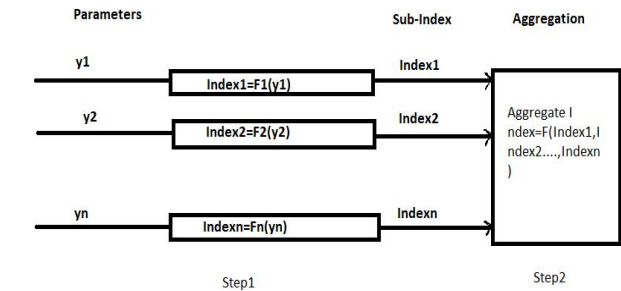 Parameters
Sub-Index
Aggregation
y1
Index1=F1(y1)
Index1
y2
Index2=F2(y2)
Index2
Aggregate I
ndex=F(Index1,I
ndex2....,Indexn
)
yn
Indexn=Fn(yn)
Indexn
Step1
Step2